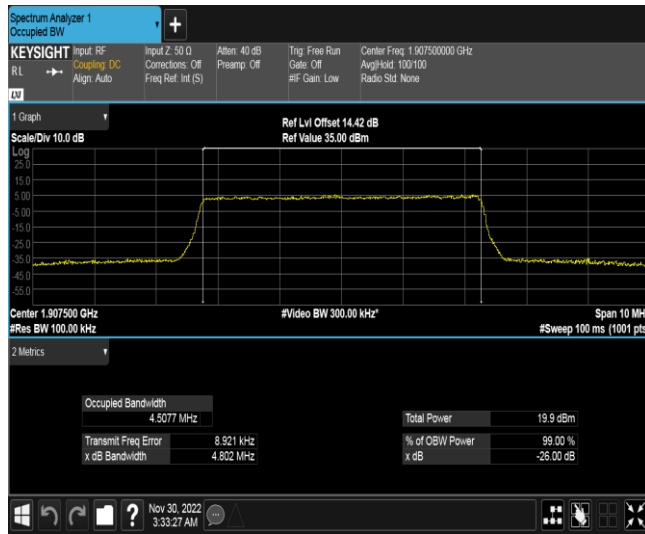 Spectrum Analyzer 1
Occupied BW
+
KEYSIGHT
RL
Input: RF
Coupling: DC
Align: Auto
Input Z: 50 Ω
Corrections: Off
Freq Ref: Int (S)
Atten: 40 dB
Preamp: Off
Trig: Free Run
Gate: Off
#IF Gain: Low
Center Freq: 1.907500000 GHz
Avg|Hold: 100/100
Radio Std: None
1 Graph
Scale/Div 10.0 dB
Ref Lvl Offset 14.42 dB
Ref Value 35.00 dBm
Log
25.0
15.0
5.00
-5.00
-15.0
-25.0
-35.0
-45.0
-55.0
Center 1.907500 GHz
#Res BW 100.00 kHz
#Video BW 300.00 kHz*
Span 10 MH
#Sweep 100 ms (1001 pts
2 Metrics
Occupied Bandwidth
4.5077 MHz
Transmit Freq Error 8.921 kHz
x dB Bandwidth 4.802 MHz
Total Power 19.9 dBm
% of OBW Power 99.00 %
x dB -26.00 dB
?
Nov 30, 2022
3:33:27 AM